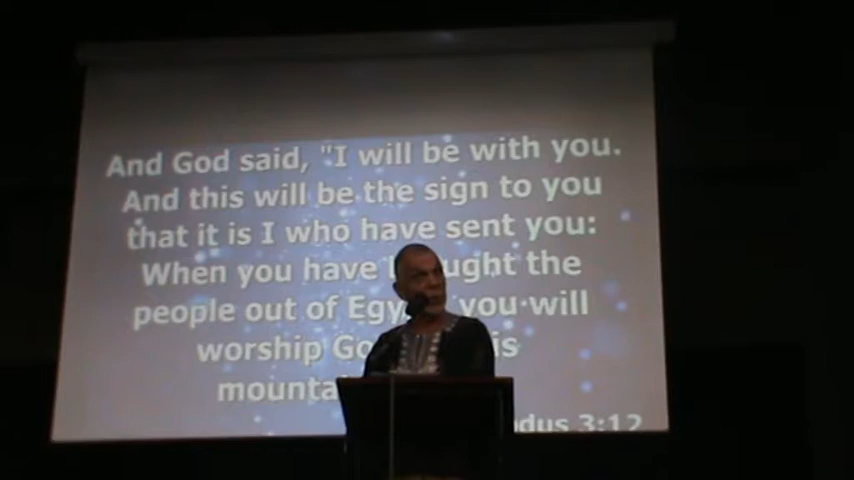 And God said, "I will be with you.
And this will be the sign to you
that it is I who have sent you:
When you have ught the
people out of Egy you will
worship Go is
mounta
odus 3:12